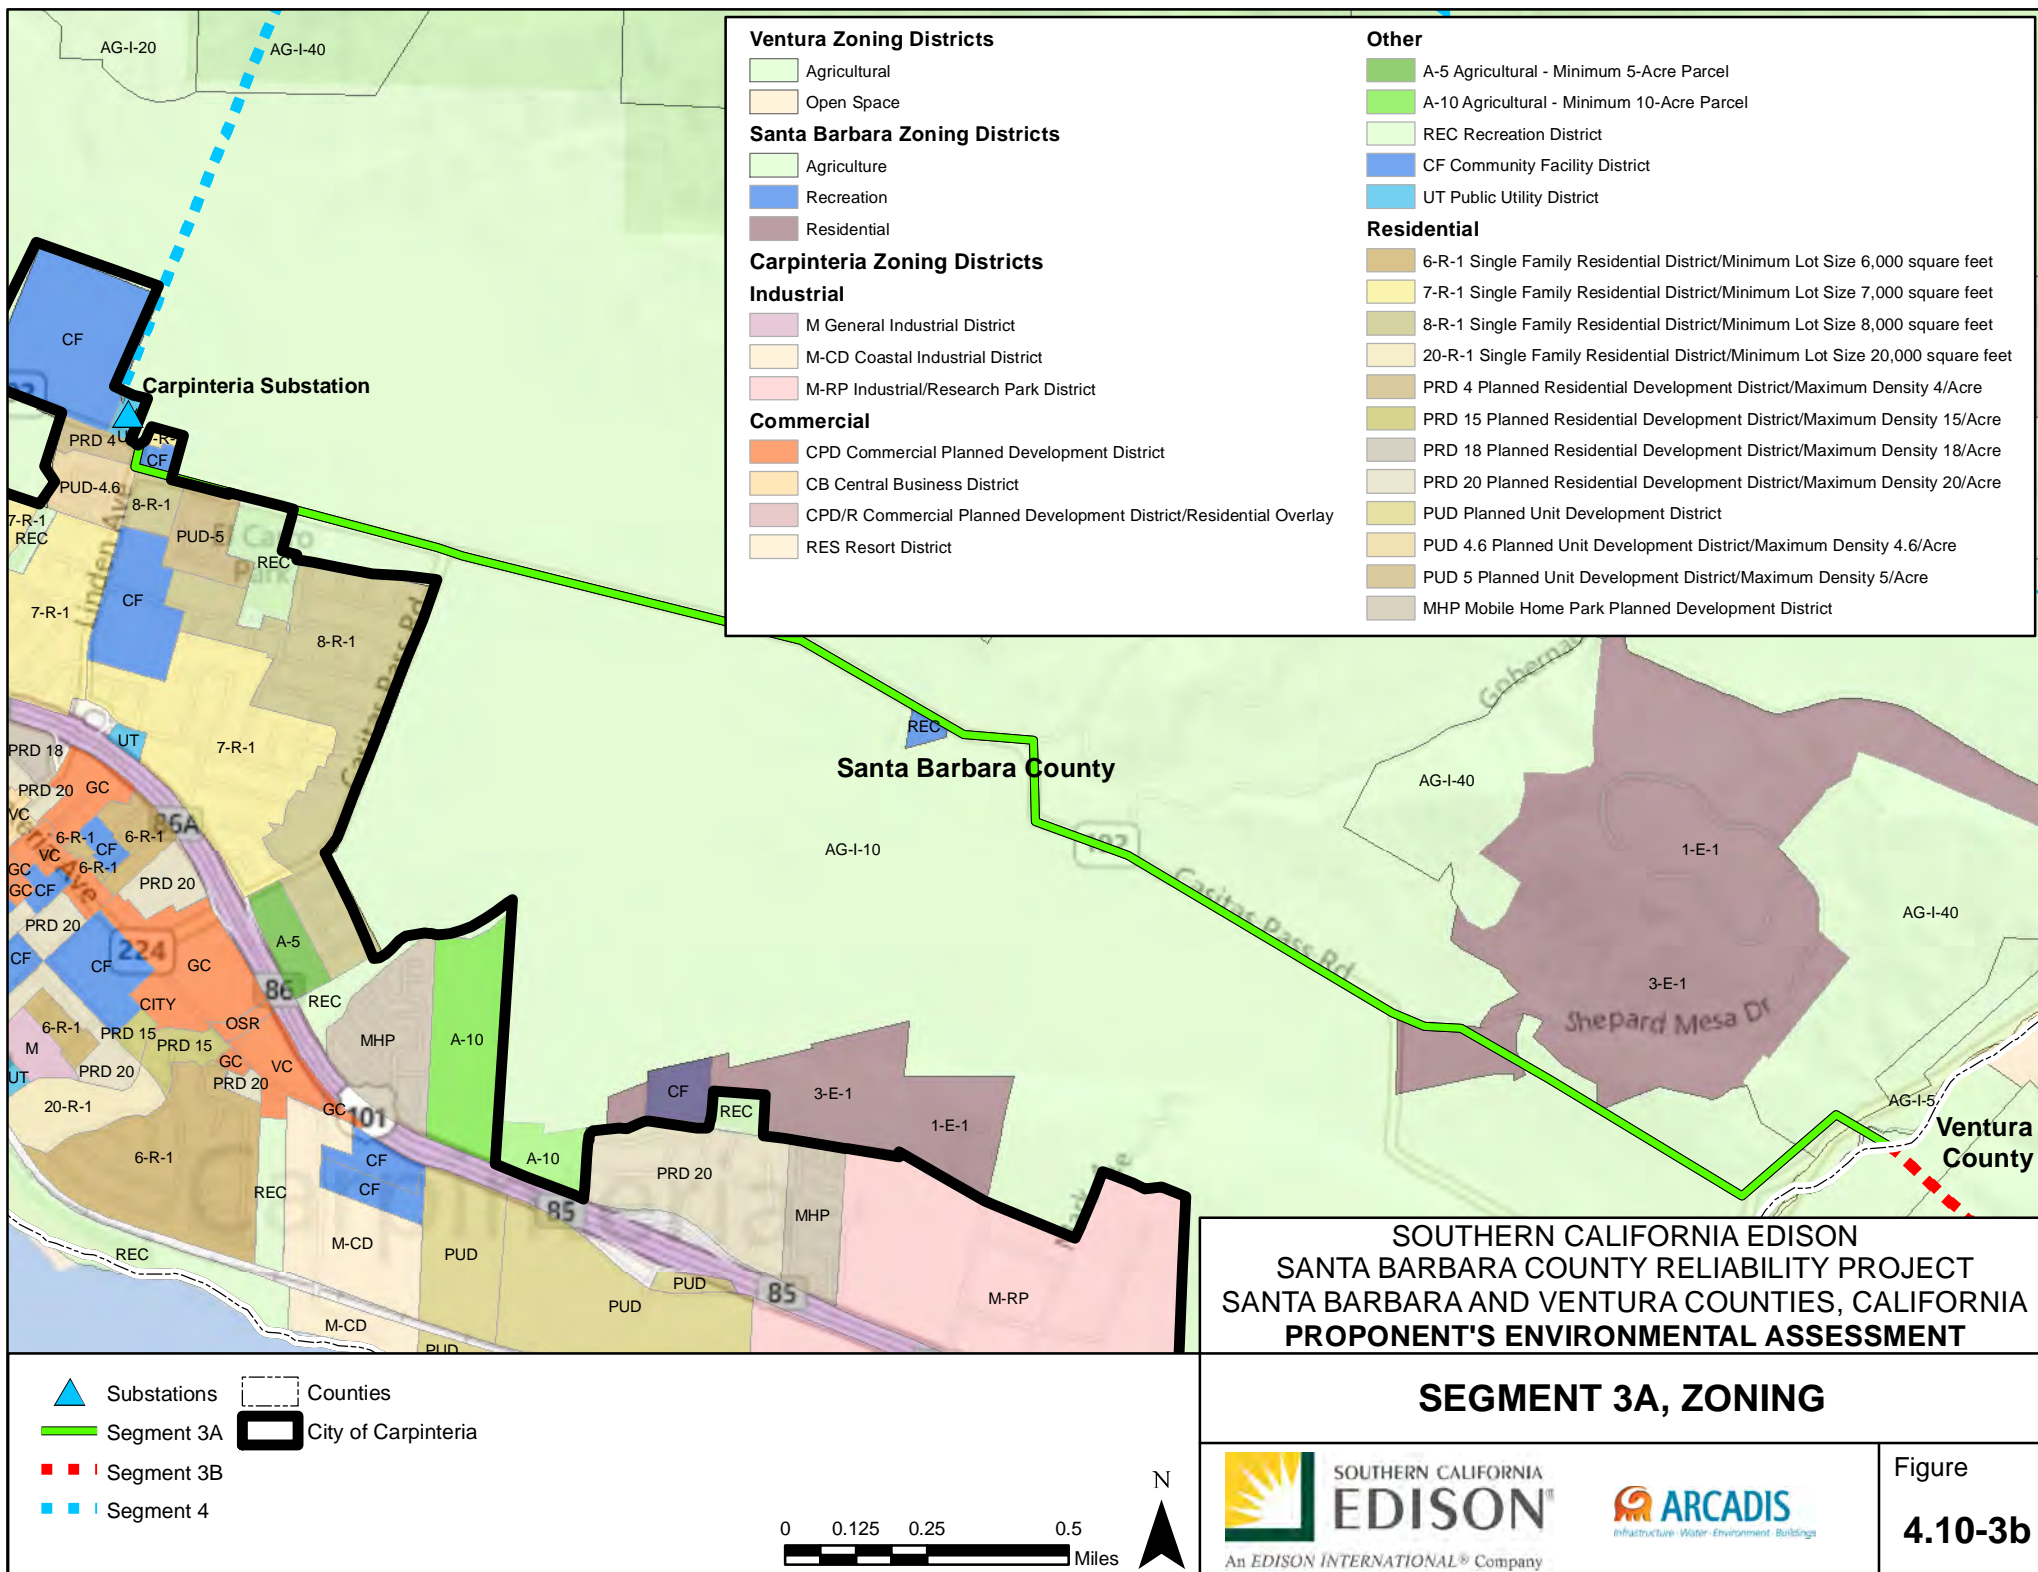 AG-I-20
AG-I-40
Ventura Zoning Districts
Agricultural
Open Space
Santa Barbara Zoning Districts
Agriculture
Recreation
Residential
Carpinteria Zoning Districts
Industrial
M General Industrial District
M-CD Coastal Industrial District
M-RP Industrial/Research Park District
Commercial
CPD Commercial Planned Development District
CB Central Business District
CPD/R Commercial Planned Development District/Residential Overlay
RES Resort District
Other
A-5 Agricultural - Minimum 5-Acre Parcel
A-10 Agricultural - Minimum 10-Acre Parcel
REC Recreation District
CF Community Facility District
UT Public Utility District
Residential
6-R-1 Single Family Residential District/Minimum Lot Size 6,000 square feet
7-R-1 Single Family Residential District/Minimum Lot Size 7,000 square feet
8-R-1 Single Family Residential District/Minimum Lot Size 8,000 square feet
20-R-1 Single Family Residential District/Minimum Lot Size 20,000 square feet
PRD 4 Planned Residential Development District/Maximum Density 4/Acre
PRD 15 Planned Residential Development District/Maximum Density 15/Acre
PRD 18 Planned Residential Development District/Maximum Density 18/Acre
PRD 20 Planned Residential Development District/Maximum Density 20/Acre
PUD Planned Unit Development District
PUD 4.6 Planned Unit Development District/Maximum Density 4.6/Acre
PUD 5 Planned Unit Development District/Maximum Density 5/Acre
MHP Mobile Home Park Planned Development District
CF
Carpinteria Substation
PRD 4
CF
PUD-4.6
8-R-1
7-R-1
REC
PUD-5
El Carro
Park
REC
Linden Ave
CF
7-R-1
8-R-1
Casitas Pass Rd
UT
7-R-1
PRD 18
GC
PRD 20
VC
6-R-1
6-R-1
86A
CF
VC
6-R-1
GC
GC
CF
PRD 20
PRD 20
224
CF
CF
GC
A-5
86
REC
CITY
OSR
6-R-1
PRD 15
PRD 15
M
GC
VC
UT
PRD 20
PRD 20
20-R-1
GC
101
MHP
A-10
6-R-1
CF
CF
A-10
REC
REC
M-CD
M-CD
PUD
PUD
85
PUD
PUD
85
CF
REC
3-E-1
1-E-1
PRD 20
MHP
M-RP
REC
Santa Barbara County
AG-I-10
192
Casitas Pass Rd
AG-I-40
1-E-1
AG-I-40
3-E-1
Shepard Mesa Dr
AG-I-5
Ventura
County
SOUTHERN CALIFORNIA EDISON
SANTA BARBARA COUNTY RELIABILITY PROJECT
SANTA BARBARA AND VENTURA COUNTIES, CALIFORNIA
PROPONENT'S ENVIRONMENTAL ASSESSMENT
SEGMENT 3A, ZONING
Substations
Segment 3A
Segment 3B
Segment 4
Counties
City of Carpinteria
0 0.125 0.25 0.5
Miles
N
SOUTHERN CALIFORNIA
EDISON
An EDISON INTERNATIONAL® Company
ARCADIS
Infrastructure · Water · Environment · Buildings
Figure
4.10-3b